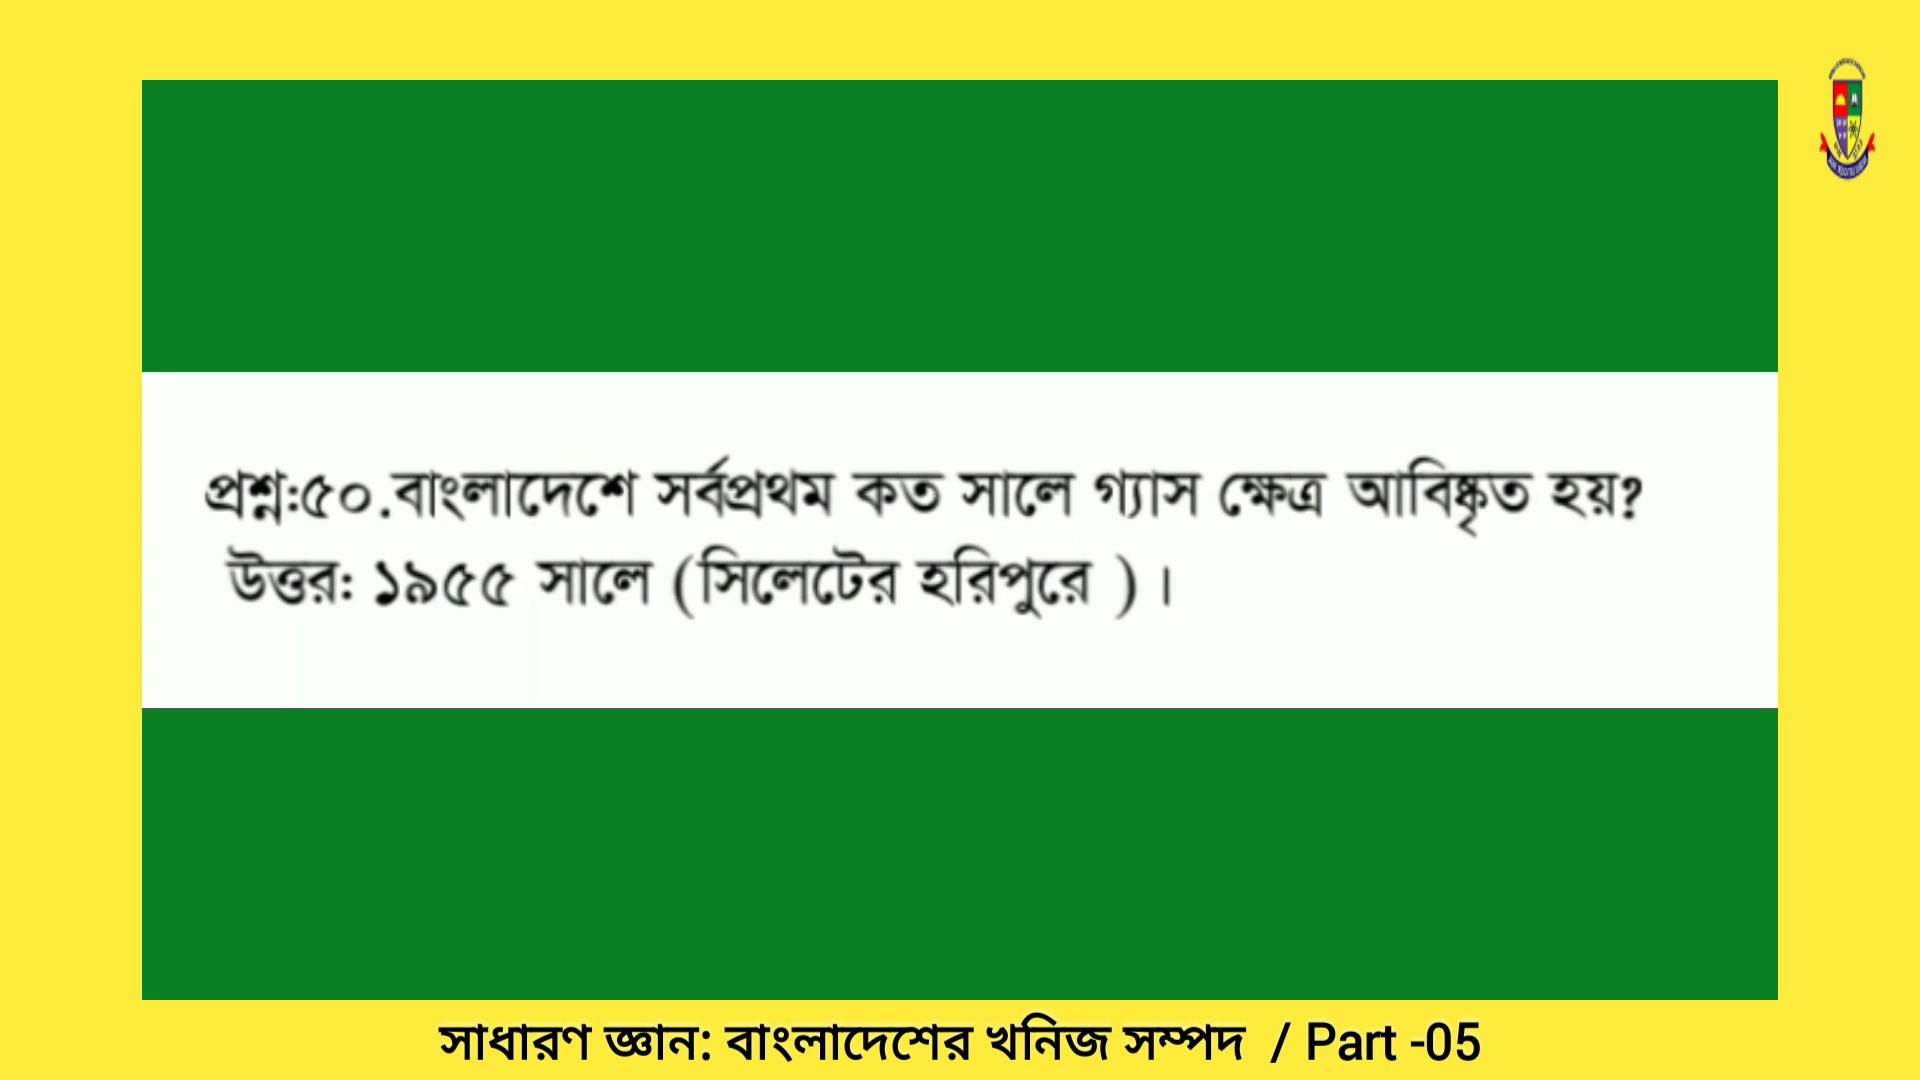 প্রশ্ন:৫০.বাংলাদেশে সর্বপ্রথম কত সালে গ্যাস ক্ষেত্র আবিষ্কৃত হয়?
উত্তর: ১৯৫৫ সালে (সিলেটের হরিপুরে ) ।
সাধারণ জ্ঞান: বাংলাদেশের খনিজ সম্পদ / Part -05